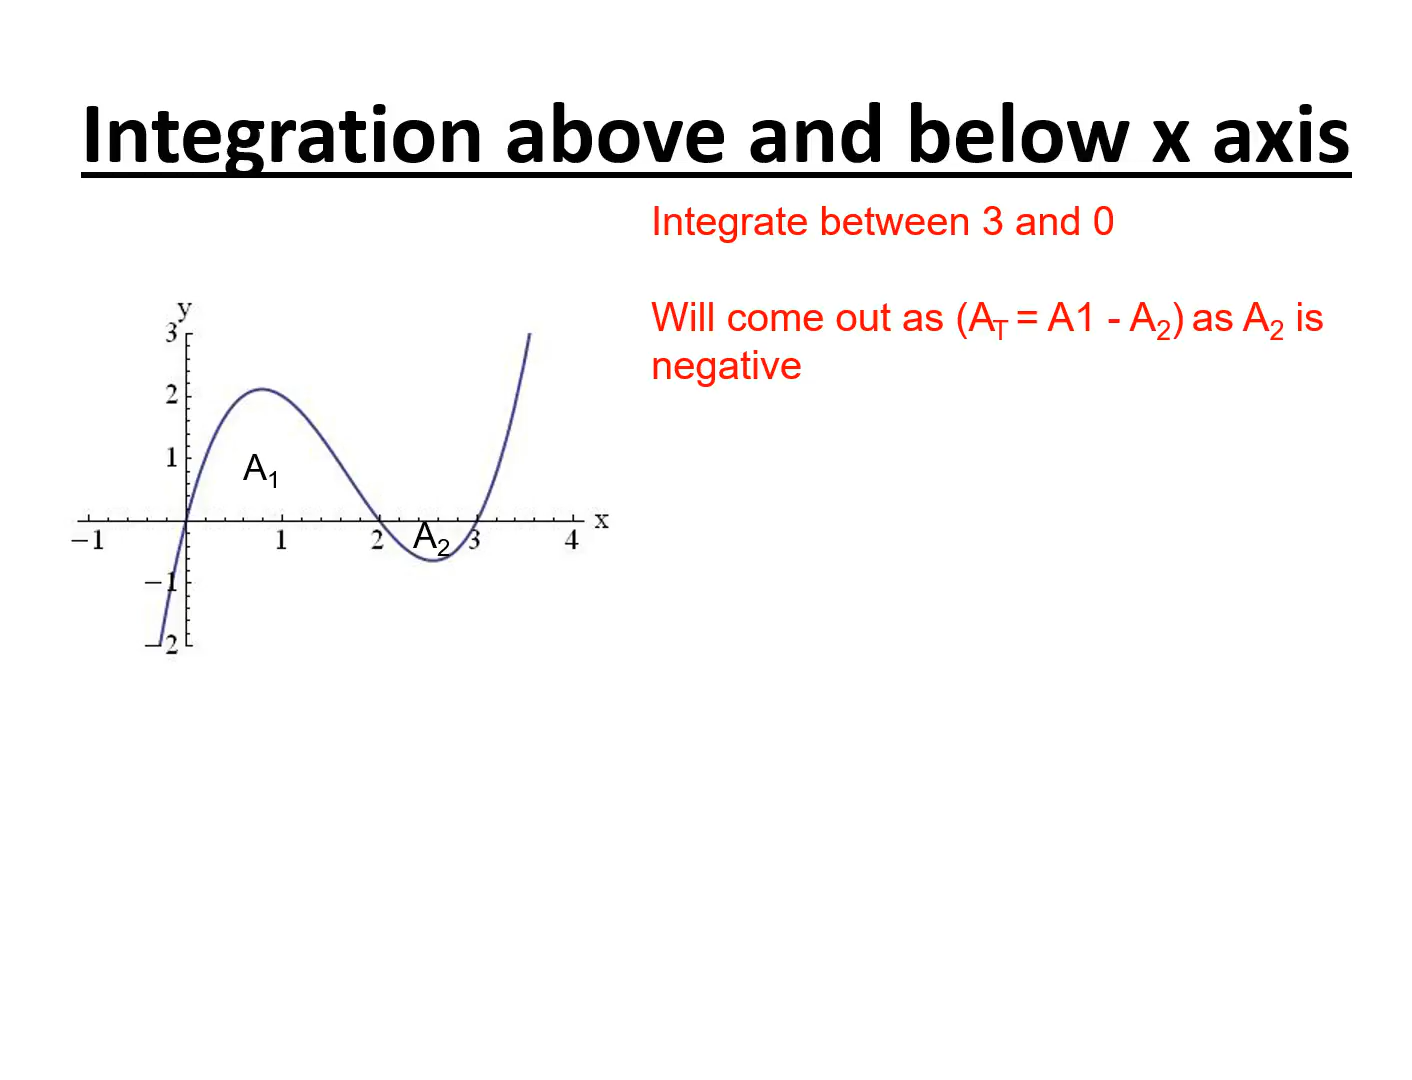 Integration above and below x axis
Integrate between 3 and 0
Will come out as (A_T = A1 - A_2) as A_2 is
negative
y
3
2
1
A_1
−1 1 2 A_2 3 4 x
−1
−2